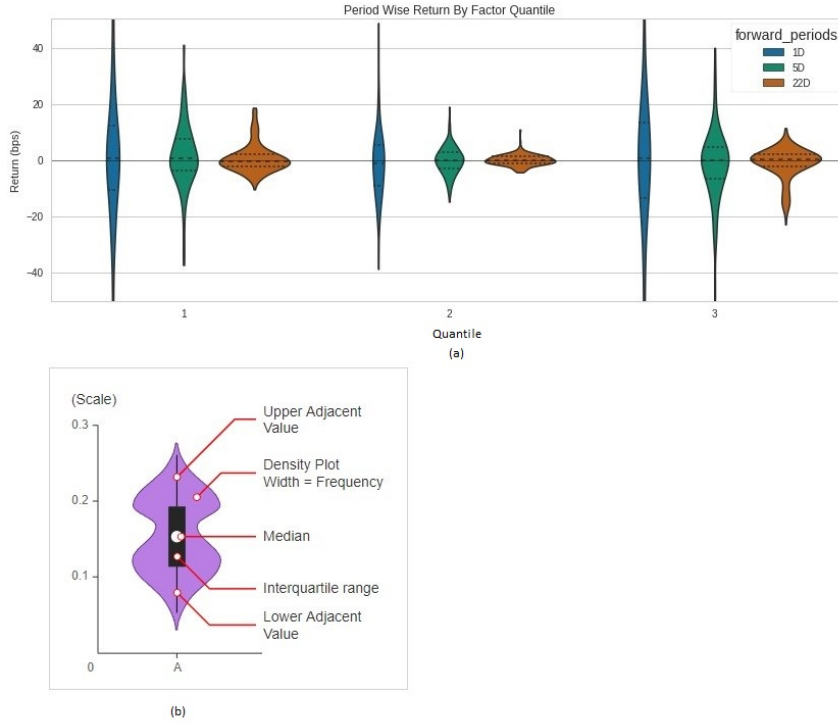 Period Wise Return By Factor Quantile
forward_periods
1D
5D
22D
40
20
0
−20
−40
Return (bps)
1
2
3
Quantile
(a)
(Scale)
0.3
0.2
0.1
0
A
Upper Adjacent
Value
Density Plot
Width = Frequency
Median
Interquartile range
Lower Adjacent
Value
(b)